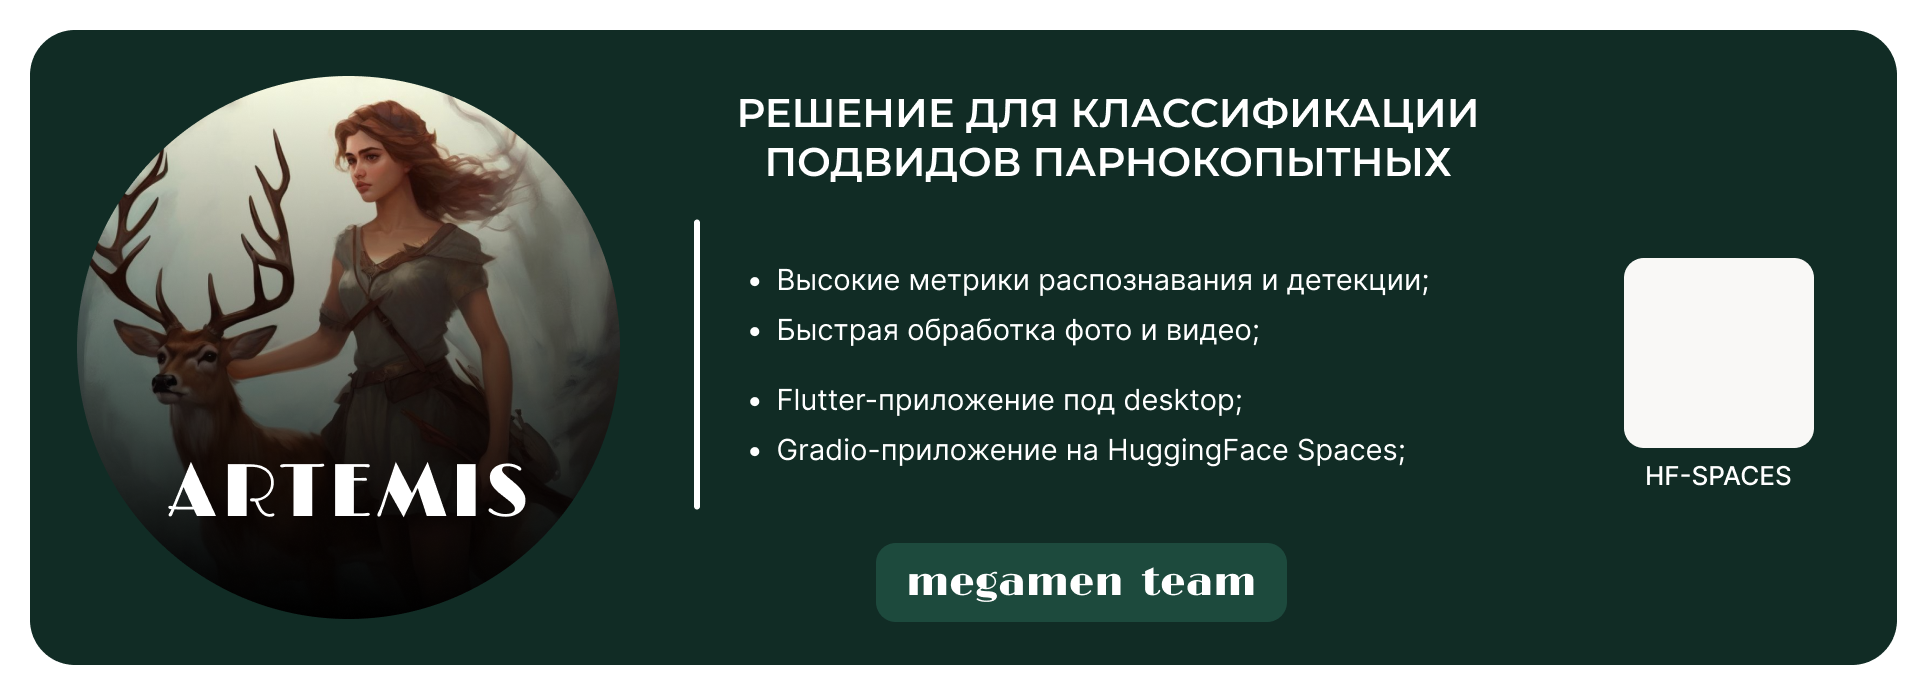 ARTEMIS
РЕШЕНИЕ ДЛЯ КЛАССИФИКАЦИИ
ПОДВИДОВ ПАРНОКОПЫТНЫХ
• Высокие метрики распознавания и детекции;
• Быстрая обработка фото и видео;
• Flutter-приложение под desktop;
• Gradio-приложение на HuggingFace Spaces;
HF-SPACES
megamen team